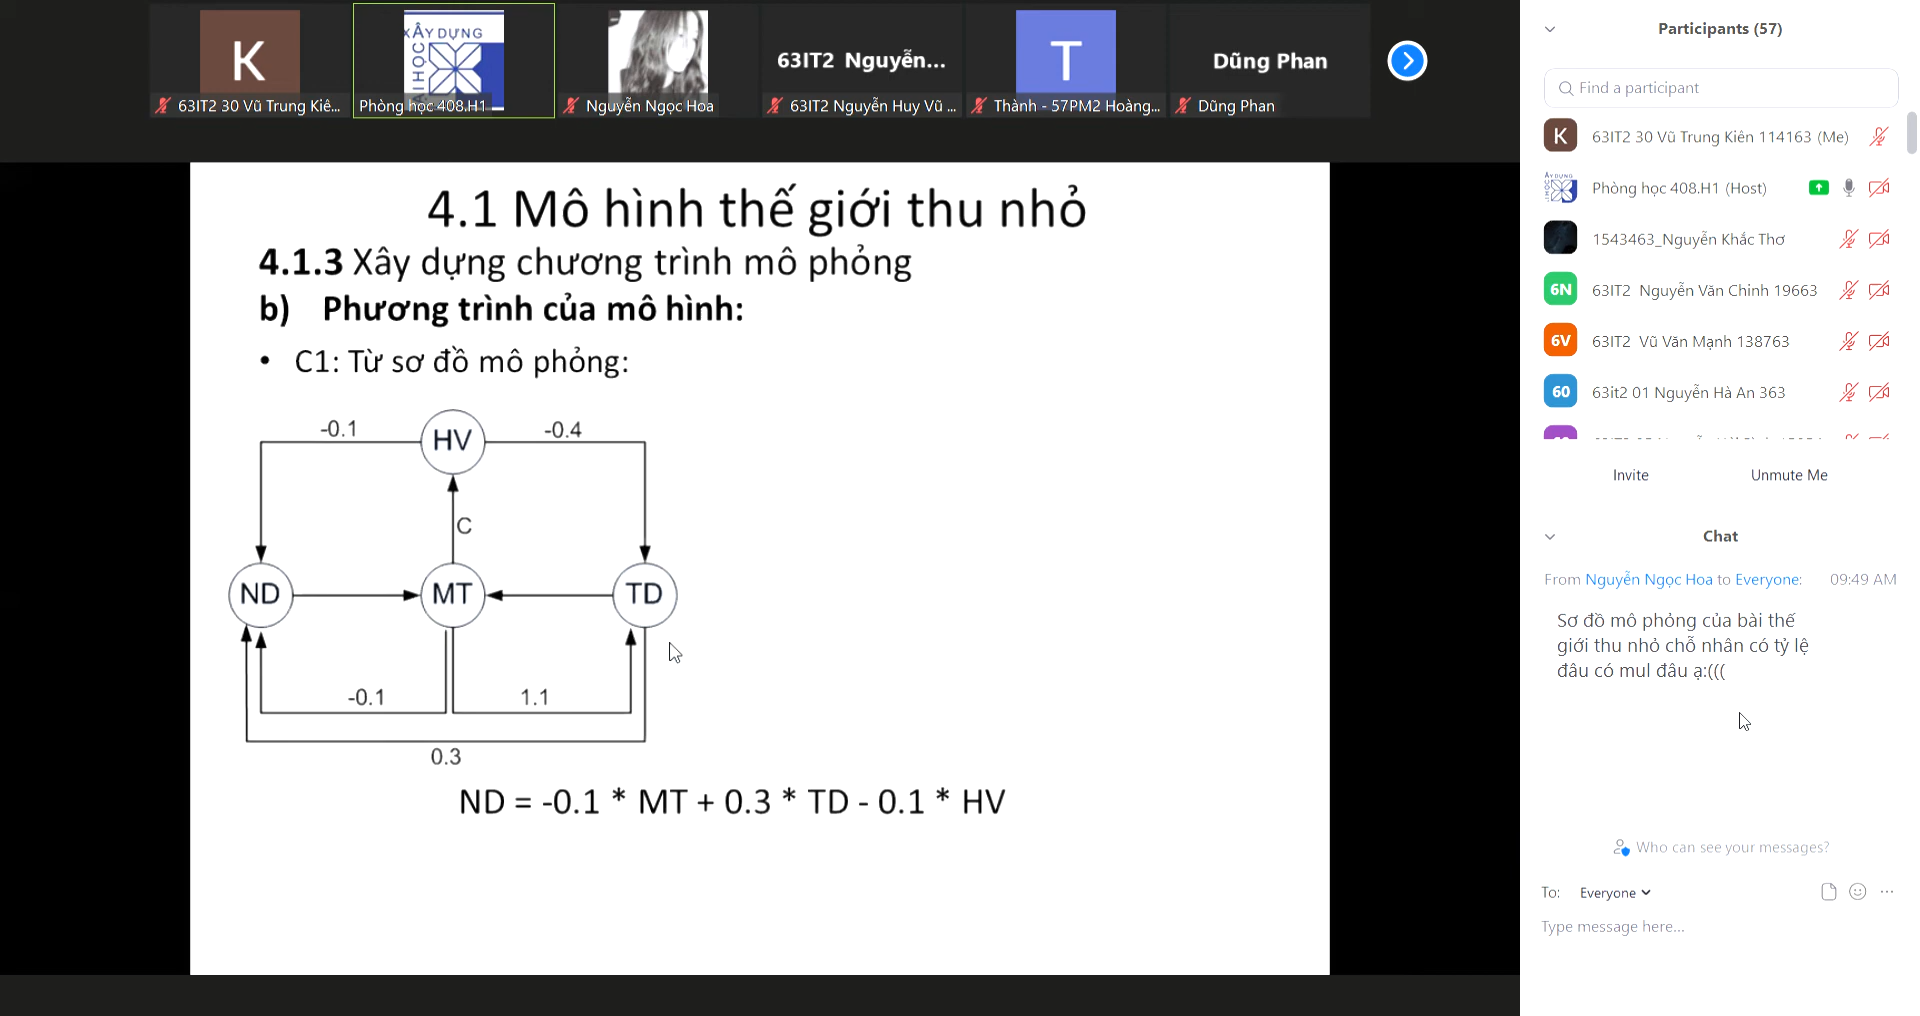 K
XÂY DỰNG
63IT2 Nguyễn...
T
Dũng Phan
63IT2 30 Vũ Trung Kiê...
Phòng học 408.H1
Nguyễn Ngọc Hoa
63IT2 Nguyễn Huy Vũ ...
Thành - 57PM2 Hoàng...
Dũng Phan
4.1 Mô hình thế giới thu nhỏ
4.1.3 Xây dựng chương trình mô phỏng
b) Phương trình của mô hình:
• C1: Từ sơ đồ mô phỏng:
-0.1
HV
-0.4
C
ND
MT
TD
-0.1
1.1
0.3
ND = -0.1 * MT + 0.3 * TD - 0.1 * HV
Participants (57)
Find a participant
K 63IT2 30 Vũ Trung Kiên 114163 (Me)
Phòng học 408.H1 (Host)
1543463_Nguyễn Khắc Thơ
6N 63IT2 Nguyễn Văn Chỉnh 19663
6V 63IT2 Vũ Văn Mạnh 138763
60 63it2 01 Nguyễn Hà An 363
Invite
Unmute Me
Chat
From Nguyễn Ngọc Hoa to Everyone: 09:49 AM
Sơ đồ mô phỏng của bài thế
giới thu nhỏ chỗ nhân có tỷ lệ
đâu có mul đâu ạ:(((
Who can see your messages?
To: Everyone
Type message here...